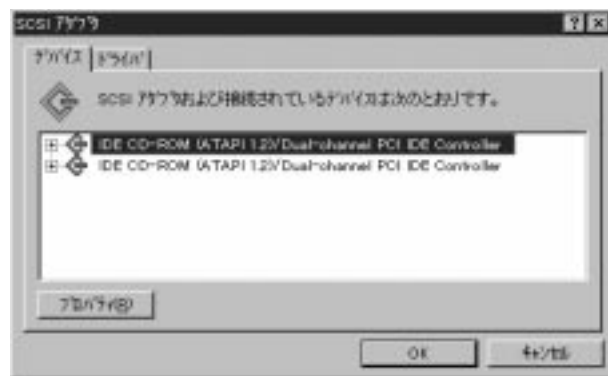 SCSI アダプタ
デバイス
ドライバ
SCSI アダプタおよび接続されているデバイスは次のとおりです。
IDE CD-ROM (ATAPI 1.2)/Dual-channel PCI IDE Controller
IDE CD-ROM (ATAPI 1.2)/Dual-channel PCI IDE Controller
プロパティ(R)
OK
キャンセル